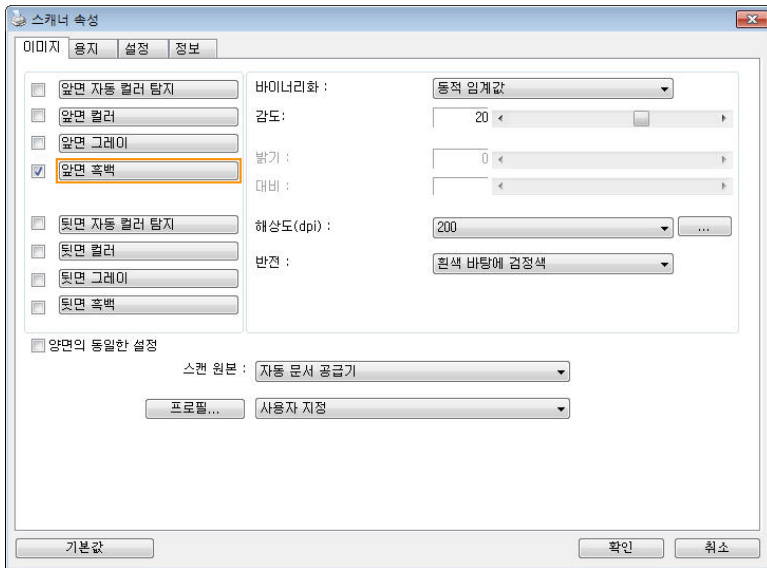 스캐너 속성
이미지 용지 설정 정보
앞면 자동 컬러 탐지
앞면 컬러
앞면 그레이
앞면 흑백
뒷면 자동 컬러 탐지
뒷면 컬러
뒷면 그레이
뒷면 흑백
바이너리화 : 동적 임계값
감도: 20
밝기 : 0
대비 :
해상도(dpi) : 200 ...
반전 : 흰색 바탕에 검정색
양면의 동일한 설정
스캔 원본 : 자동 문서 공급기
프로필... 사용자 지정
기본값 확인 취소